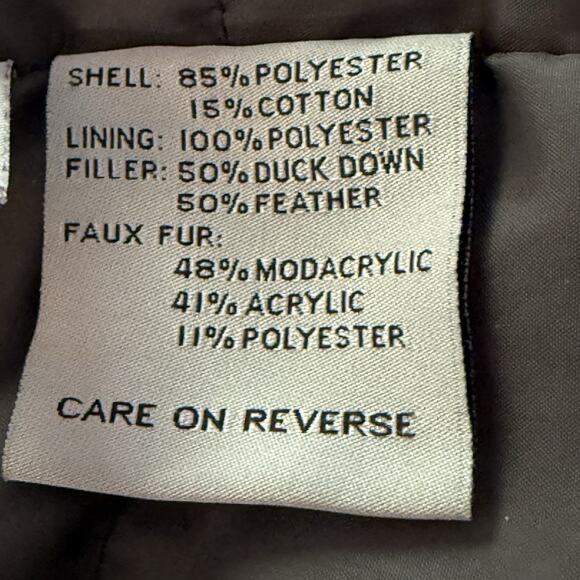 SHELL: 85% POLYESTER
15% COTTON
LINING: 100% POLYESTER
FILLER: 50% DUCK DOWN
50% FEATHER
FAUX FUR:
48% MODACRYLIC
41% ACRYLIC
11% POLYESTER
CARE ON REVERSE